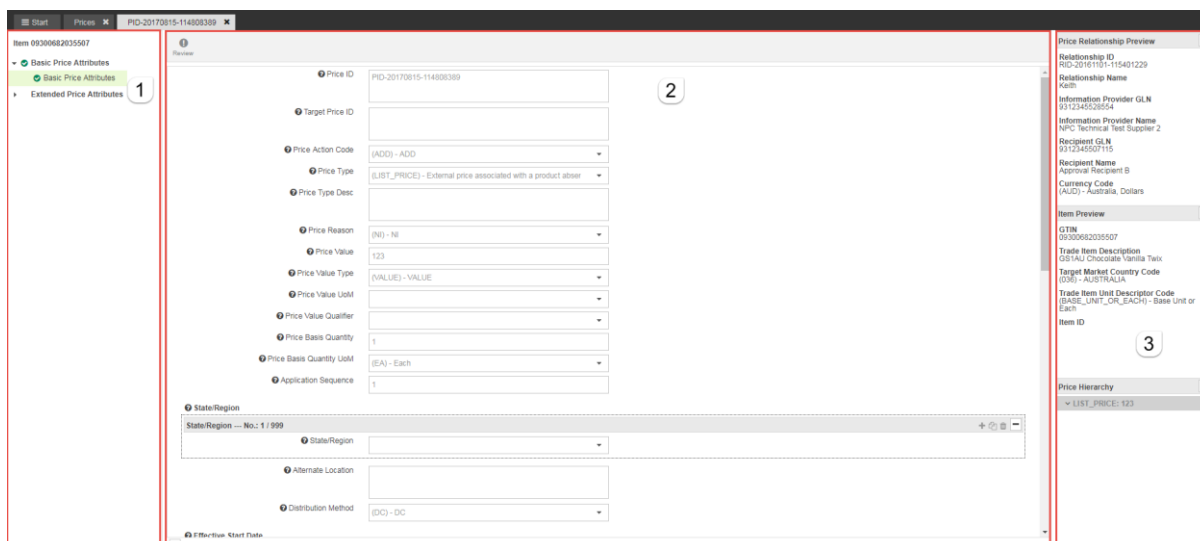 Start
Prices
PID-20170815-114808389
Item 09300682035507
Basic Price Attributes
Basic Price Attributes
Extended Price Attributes
1
Review
2
Price ID
PID-20170815-114808389
Target Price ID
Price Action Code
(ADD) - ADD
Price Type
(LIST_PRICE) - External price associated with a product abser
Price Type Desc
Price Reason
(NI) - NI
Price Value
123
Price Value Type
(VALUE) - VALUE
Price Value UoM
Price Value Qualifier
Price Basis Quantity
1
Price Basis Quantity UoM
(EA) - Each
Application Sequence
1
State/Region
State/Region --- No.: 1 / 999
State/Region
Alternate Location
Distribution Method
(DC) - DC
Effective Start Date
Price Relationship Preview
Relationship ID
RID-20161101-115401229
Relationship Name
Keith
Information Provider GLN
9312345528554
Information Provider Name
NPC Technical Test Supplier 2
Recipient GLN
9312345507115
Recipient Name
Approval Recipient B
Currency Code
(AUD) - Australia, Dollars
Item Preview
GTIN
09300682035507
Trade Item Description
GS1AU Chocolate Vanilla Twix
Target Market Country Code
(036) - AUSTRALIA
Trade Item Unit Descriptor Code
(BASE_UNIT_OR_EACH) - Base Unit or
Each
Item ID
3
Price Hierarchy
LIST_PRICE: 123